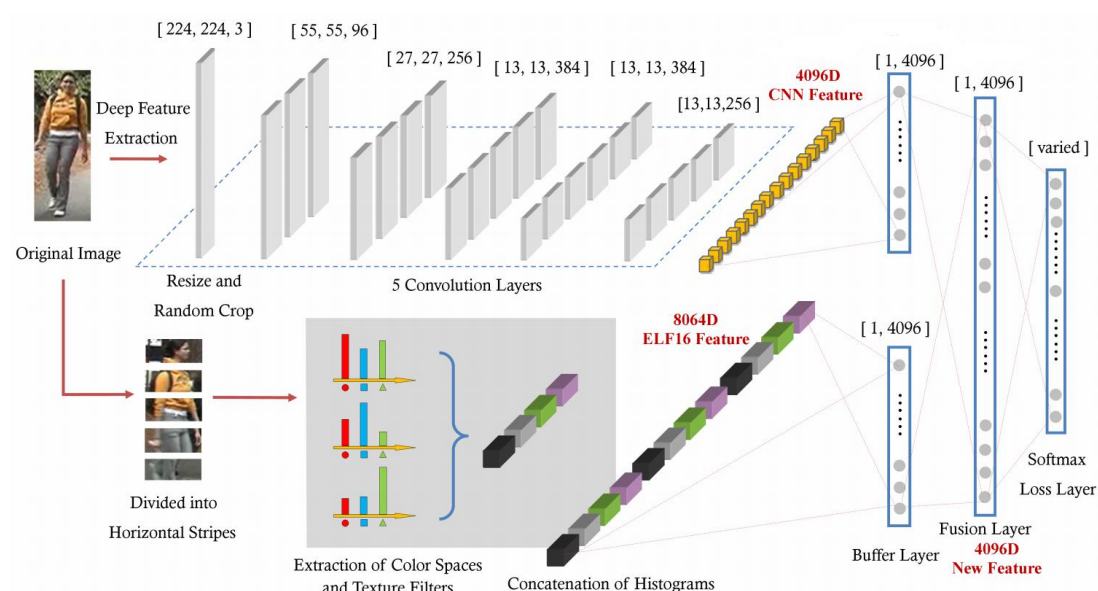 [ 224, 224, 3 ]
[ 55, 55, 96 ]
[ 27, 27, 256 ]
[ 13, 13, 384 ]
[ 13, 13, 384 ]
[13,13,256]
4096D
CNN Feature
[ 1, 4096 ]
[ 1, 4096 ]
[ varied ]
Deep Feature
Extraction
Original Image
Resize and
Random Crop
5 Convolution Layers
8064D
ELF16 Feature
[ 1, 4096 ]
Divided into
Horizontal Stripes
Extraction of Color Spaces
and Texture Filters
Concatenation of Histograms
Buffer Layer
Fusion Layer
4096D
New Feature
Softmax
Loss Layer